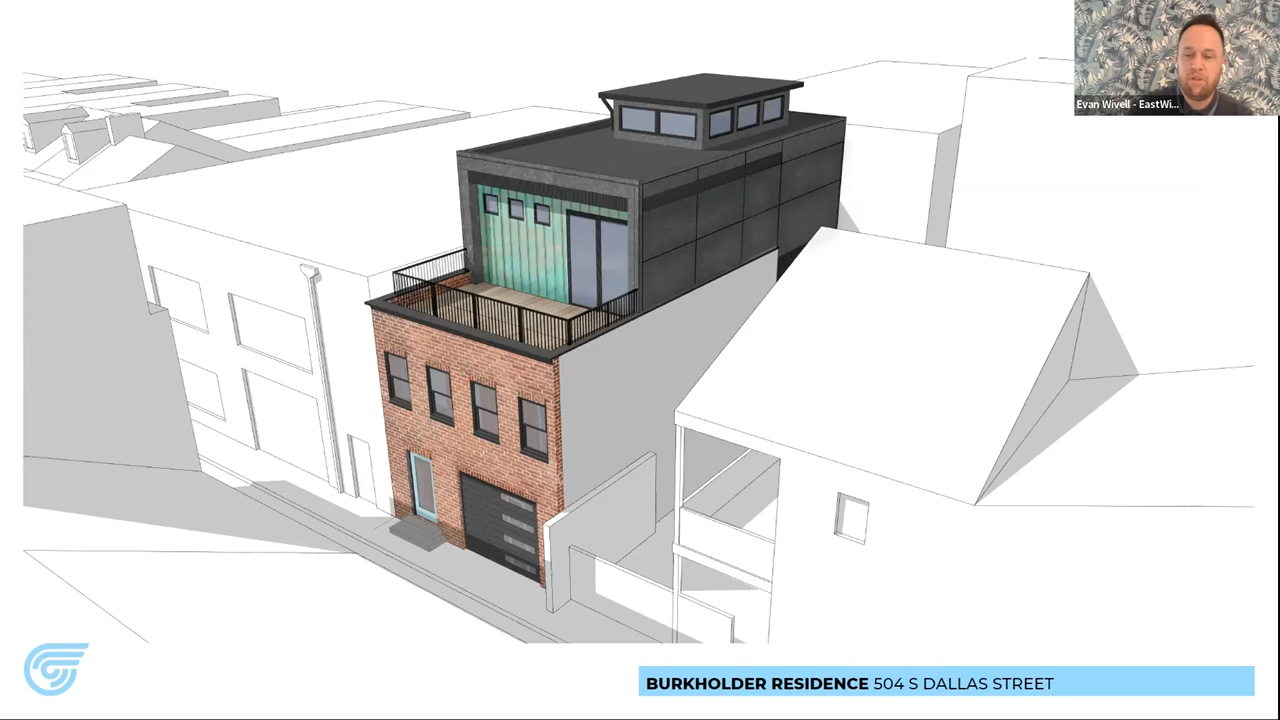 Evan Wivell - EastWi...
BURKHOLDER RESIDENCE 504 S DALLAS STREET